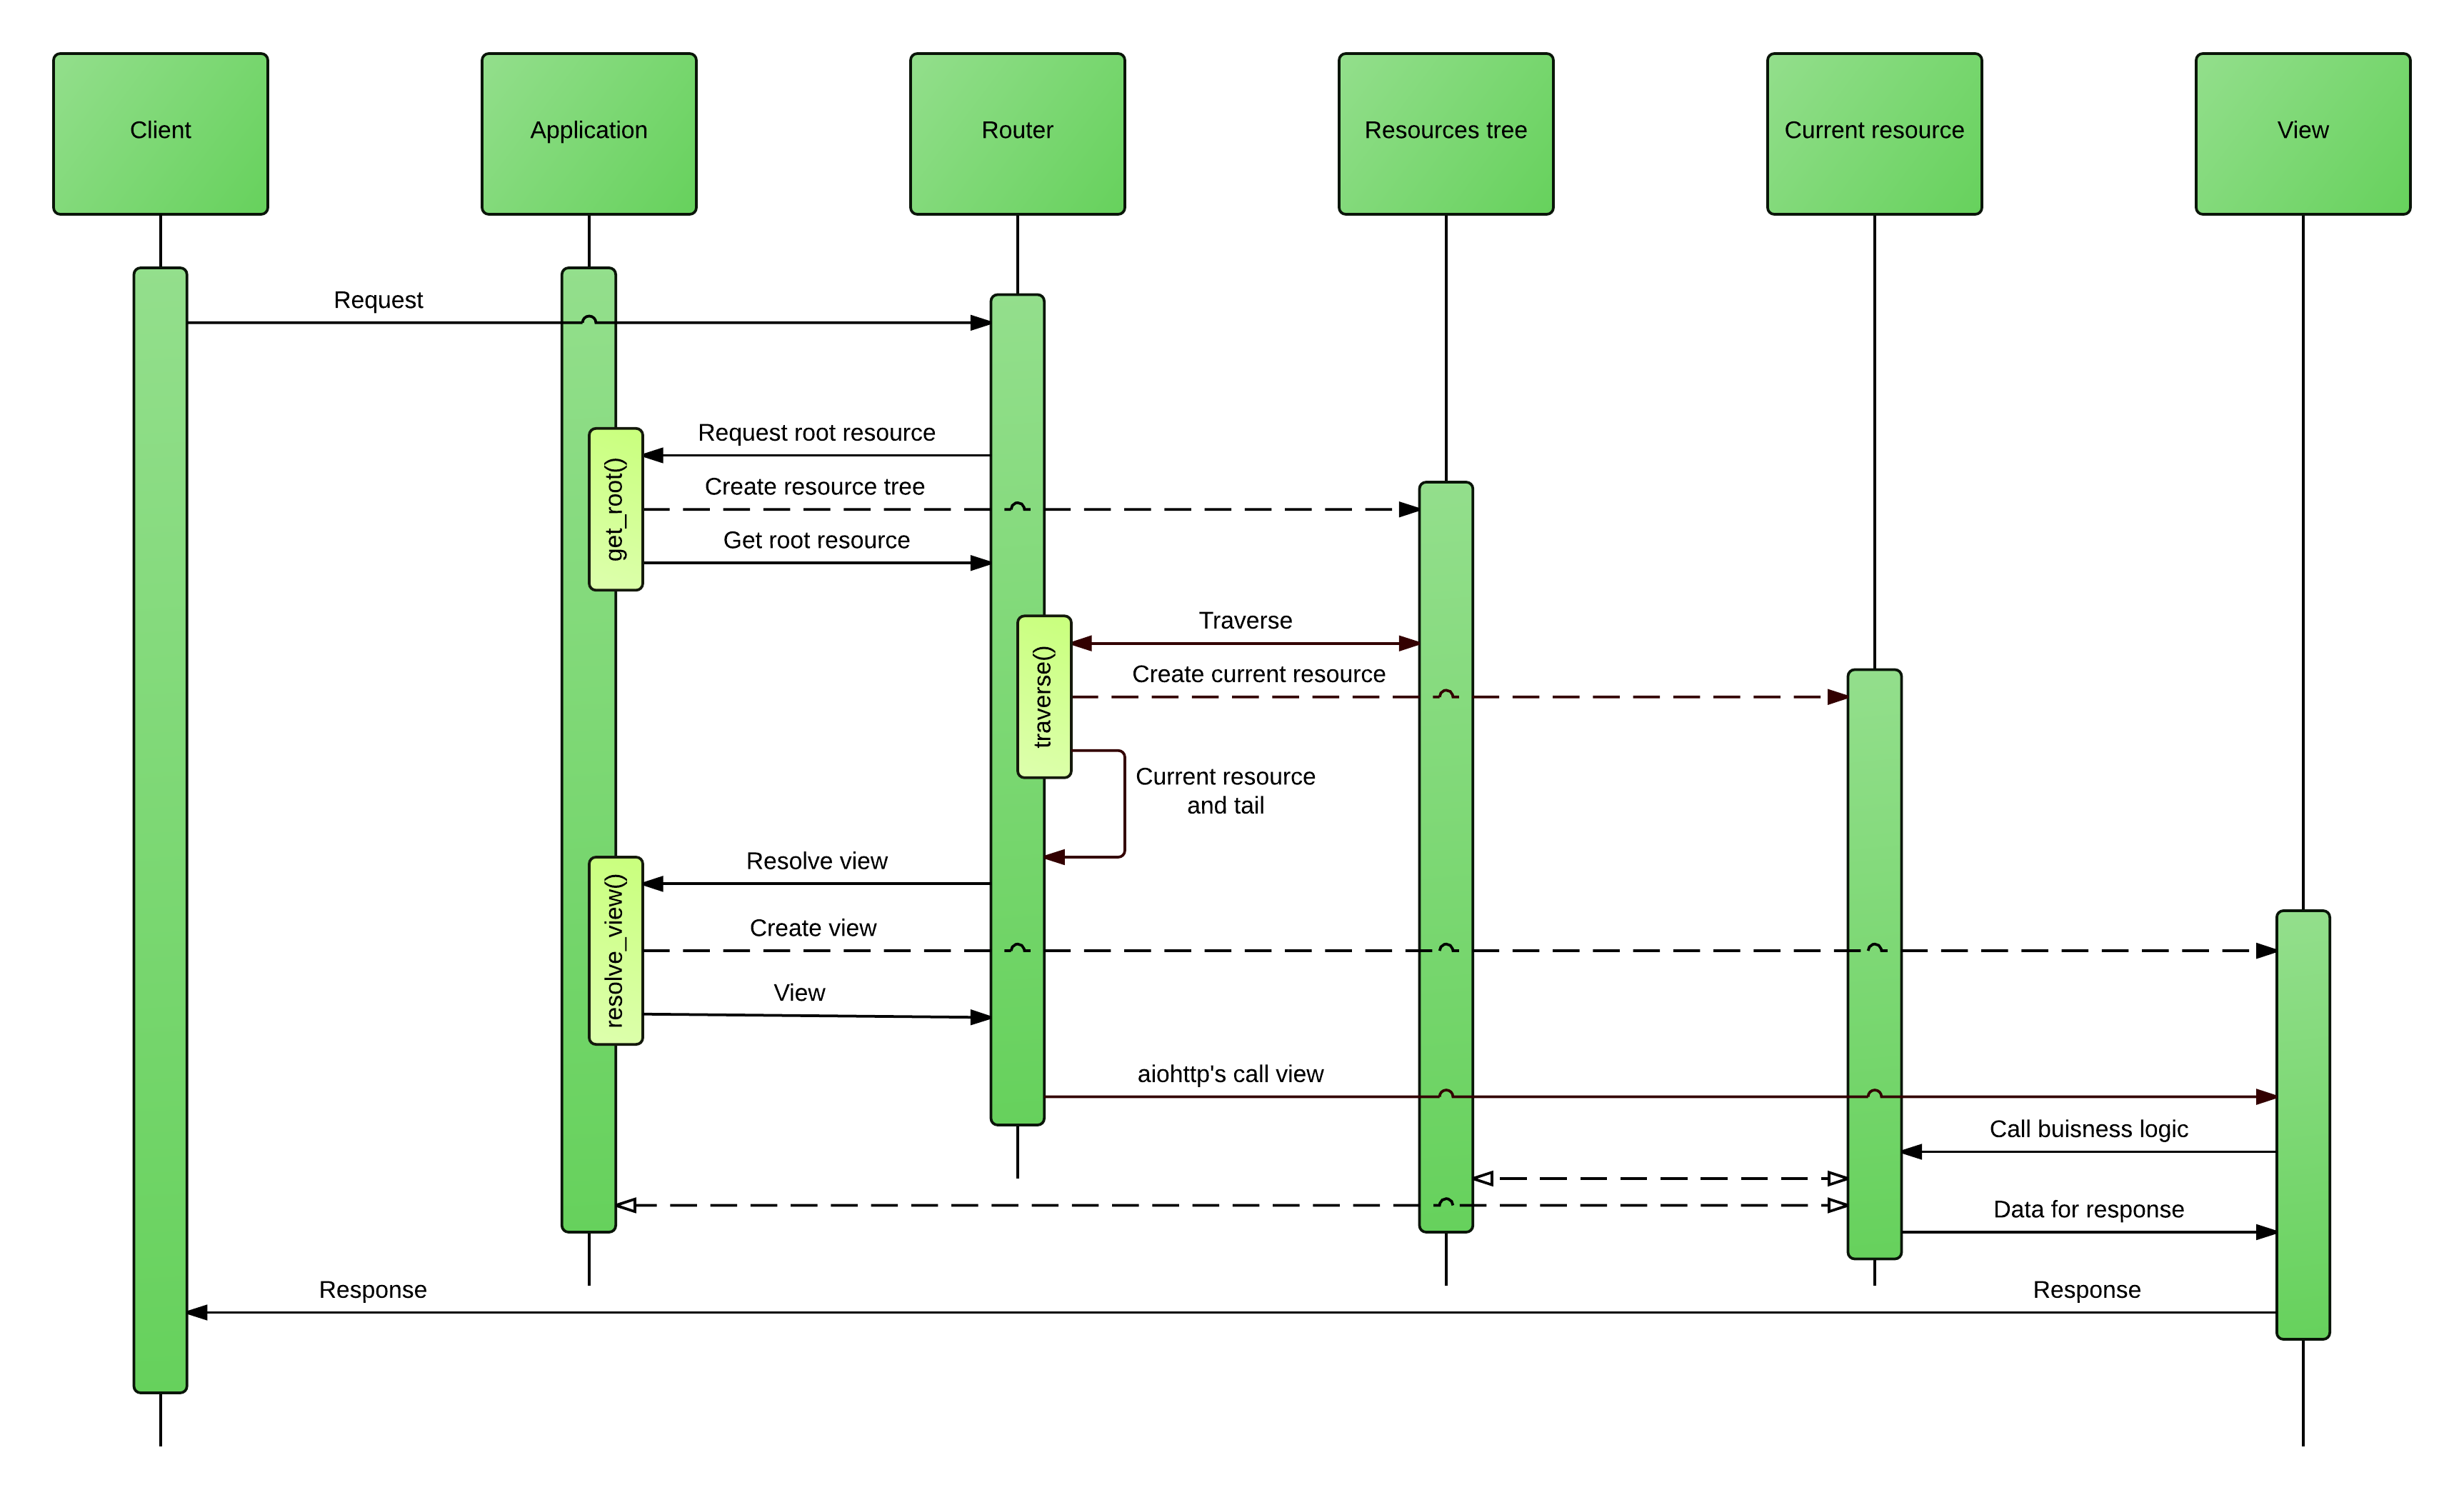 Client
Application
Router
Resources tree
Current resource
View
Request
Request root resource
get_root()
Create resource tree
Get root resource
Traverse
traverse()
Create current resource
Current resource
and tail
Resolve view
resolve_view()
Create view
View
aiohttp's call view
Call buisness logic
Data for response
Response
Response